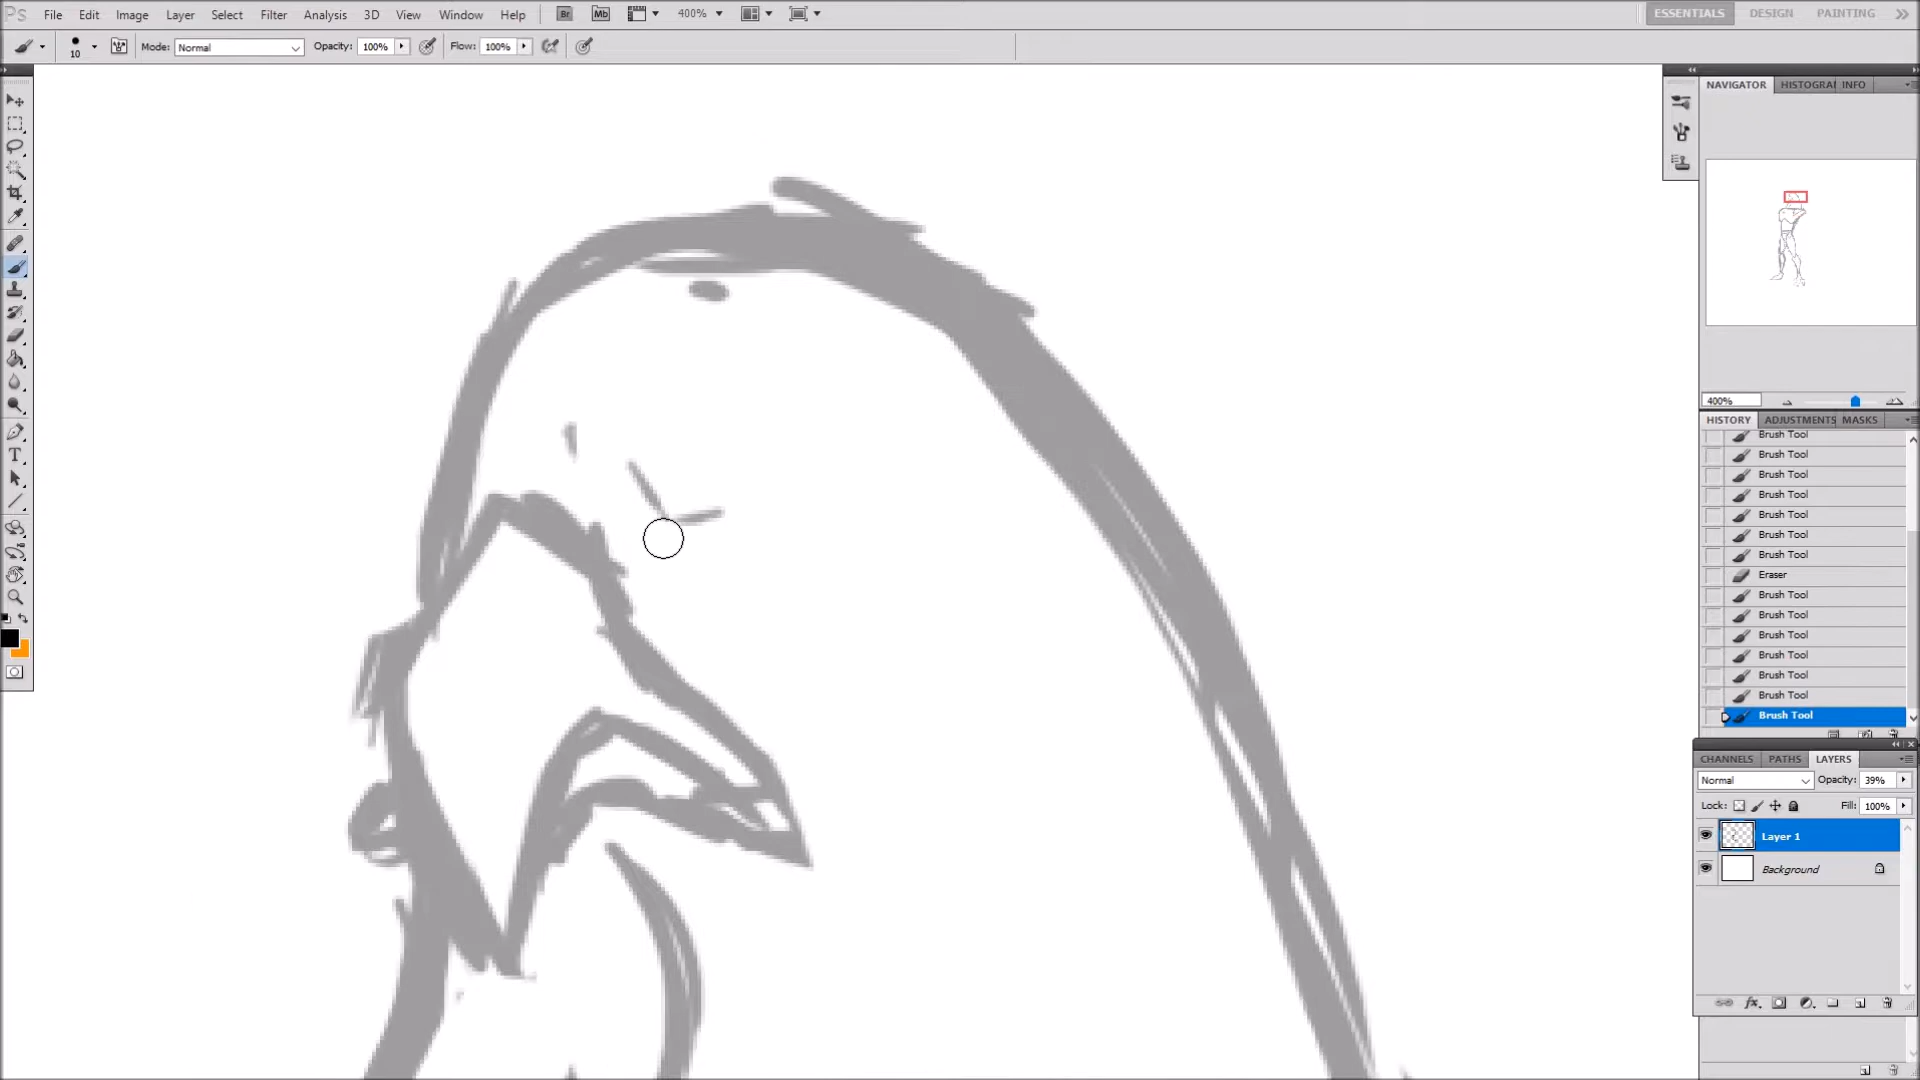 Ps File Edit Image Layer Select Filter Analysis 3D View Window Help Br Mb 400% ESSENTIALS DESIGN PAINTING
10 Mode: Normal Opacity: 100% Flow: 100%
NAVIGATOR HISTOGRA INFO
400%
HISTORY ADJUSTMENTS MASKS
Brush Tool
Brush Tool
Brush Tool
Brush Tool
Brush Tool
Brush Tool
Brush Tool
Eraser
Brush Tool
Brush Tool
Brush Tool
Brush Tool
Brush Tool
Brush Tool
Brush Tool
CHANNELS PATHS LAYERS
Normal Opacity: 39%
Lock: Fill: 100%
Layer 1
Background
fx